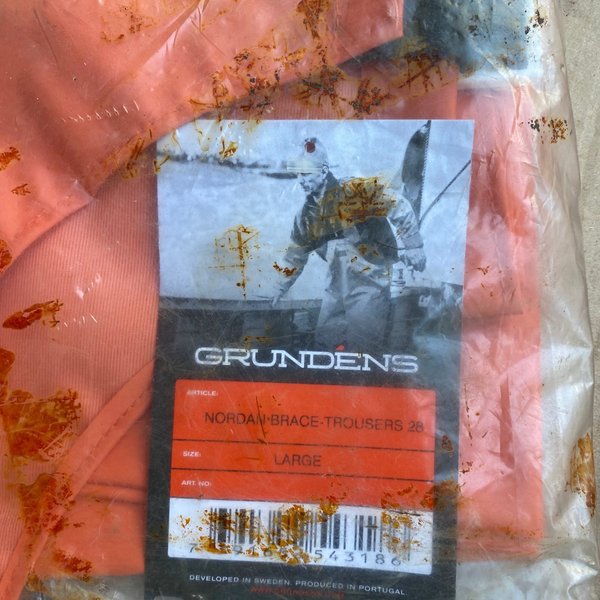 GRUNDÉNS
ARTICLE:
NORDAN-BRACE-TROUSERS 28
SIZE:
LARGE
ART. NO:
543186
DEVELOPED IN SWEDEN. PRODUCED IN PORTUGAL.